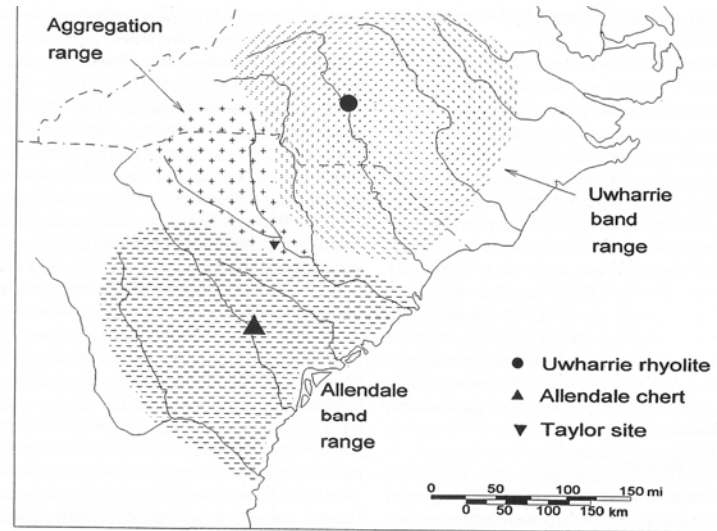 Aggregation
range
Uwharrie
band
range
Uwharrie rhyolite
Allendale chert
Taylor site
Allendale
band
range
0 50 100 150 mi
0 50 100 150 km